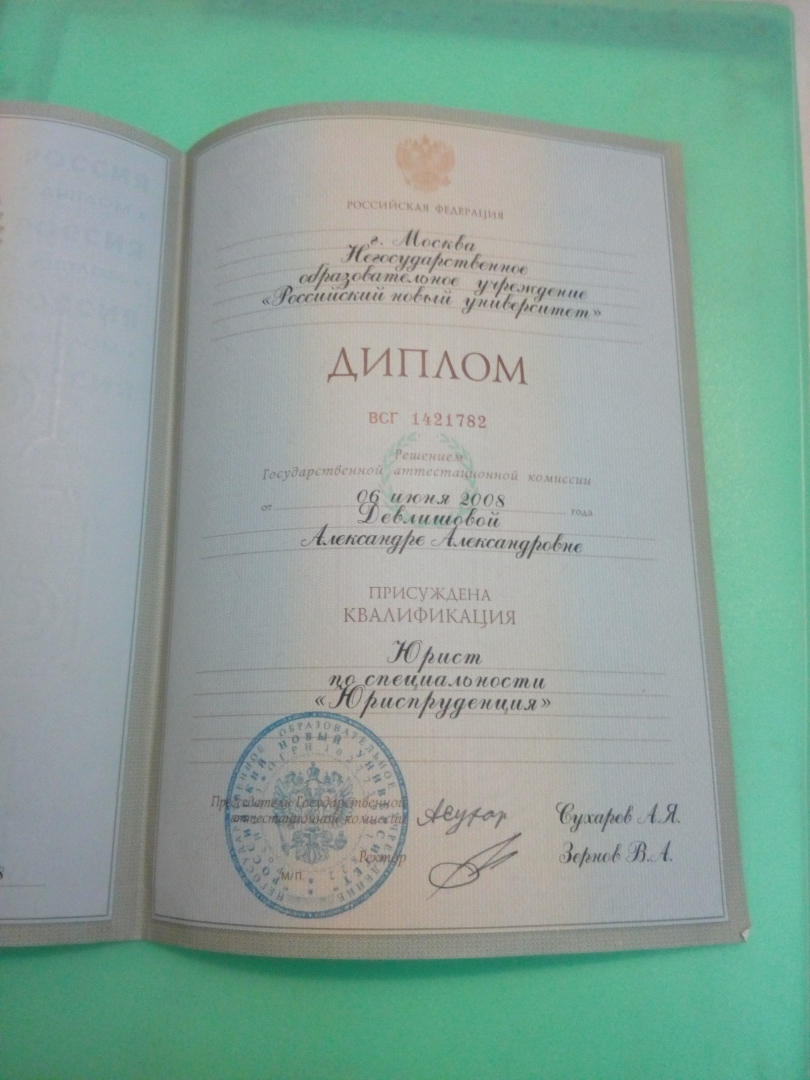 РОССИЙСКАЯ ФЕДЕРАЦИЯ
г. Москва
Негосударственное
образовательное учреждение
«Российский новый университет»
ДИПЛОМ
ВСГ 1421782
Решением
Государственной аттестационной комиссии
от 06 июня 2008 года
Девлишовой
Александре Александровне
ПРИСУЖДЕНА
КВАЛИФИКАЦИЯ
Юрист
по специальности
«Юриспруденция»
Председатель Государственной
аттестационной комиссии
Сухарев А.Я.
Ректор
Зернов В.А.
М.П.